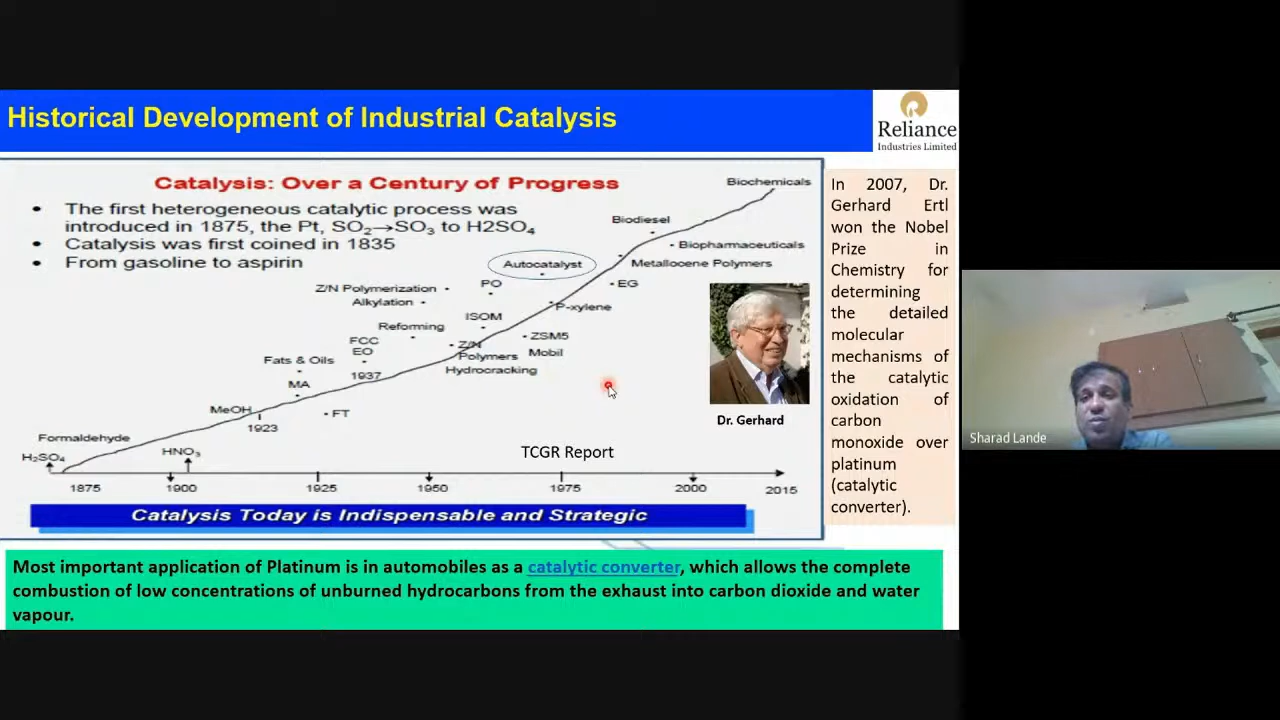 Historical Development of Industrial Catalysis
Reliance
Industries Limited
Catalysis: Over a Century of Progress
• The first heterogeneous catalytic process was
introduced in 1875, the Pt, SO₂→SO₃ to H2SO₄
• Catalysis was first coined in 1835
• From gasoline to aspirin
Biochemicals
Biodiesel
Biopharmaceuticals
Autocatalyst
Metallocene Polymers
Z/N Polymerization
PO
EG
Alkylation
P-xylene
ISOM
Reforming
ZSM5
FCC
Z/N
EO
Polymers
Mobil
Fats & Oils
Hydrocracking
1937
MA
MeOH
FT
1923
Formaldehyde
H₂SO₄
HNO₃
TCGR Report
1875
1900
1925
1950
1975
2000
2015
Catalysis Today is Indispensable and Strategic
Dr. Gerhard
In 2007, Dr.
Gerhard Ertl
won the Nobel
Prize in
Chemistry for
determining
the detailed
molecular
mechanisms of
the catalytic
oxidation of
carbon
monoxide over
platinum
(catalytic
converter).
Most important application of Platinum is in automobiles as a catalytic converter, which allows the complete
combustion of low concentrations of unburned hydrocarbons from the exhaust into carbon dioxide and water
vapour.
Sharad Lande